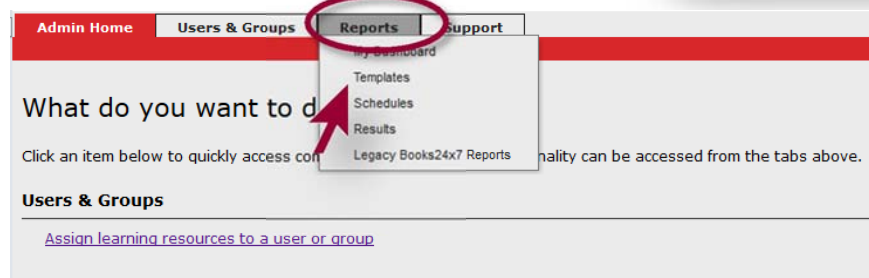 Admin Home Users & Groups Reports Support
My Dashboard
Templates
What do you want to d
Schedules
Results
Click an item below to quickly access con
Legacy Books24x7 Reports
nality can be accessed from the tabs above.
Users & Groups
Assign learning resources to a user or group